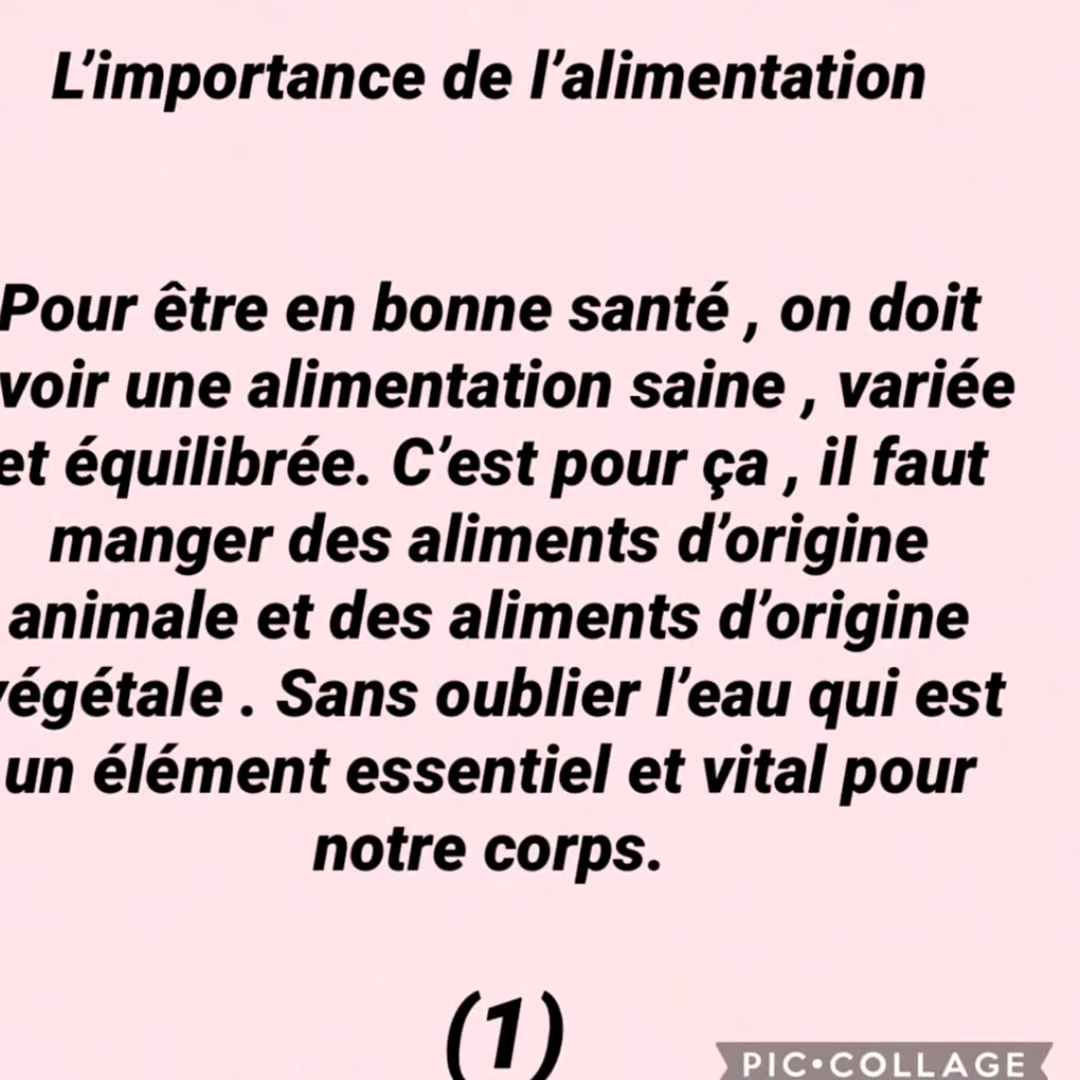 L’importance de l’alimentation
Pour être en bonne santé , on doit
voir une alimentation saine , variée
et équilibrée. C’est pour ça , il faut
manger des aliments d’origine
animale et des aliments d’origine
végétale . Sans oublier l’eau qui est
un élément essentiel et vital pour
notre corps.
(1)
PIC•COLLAGE